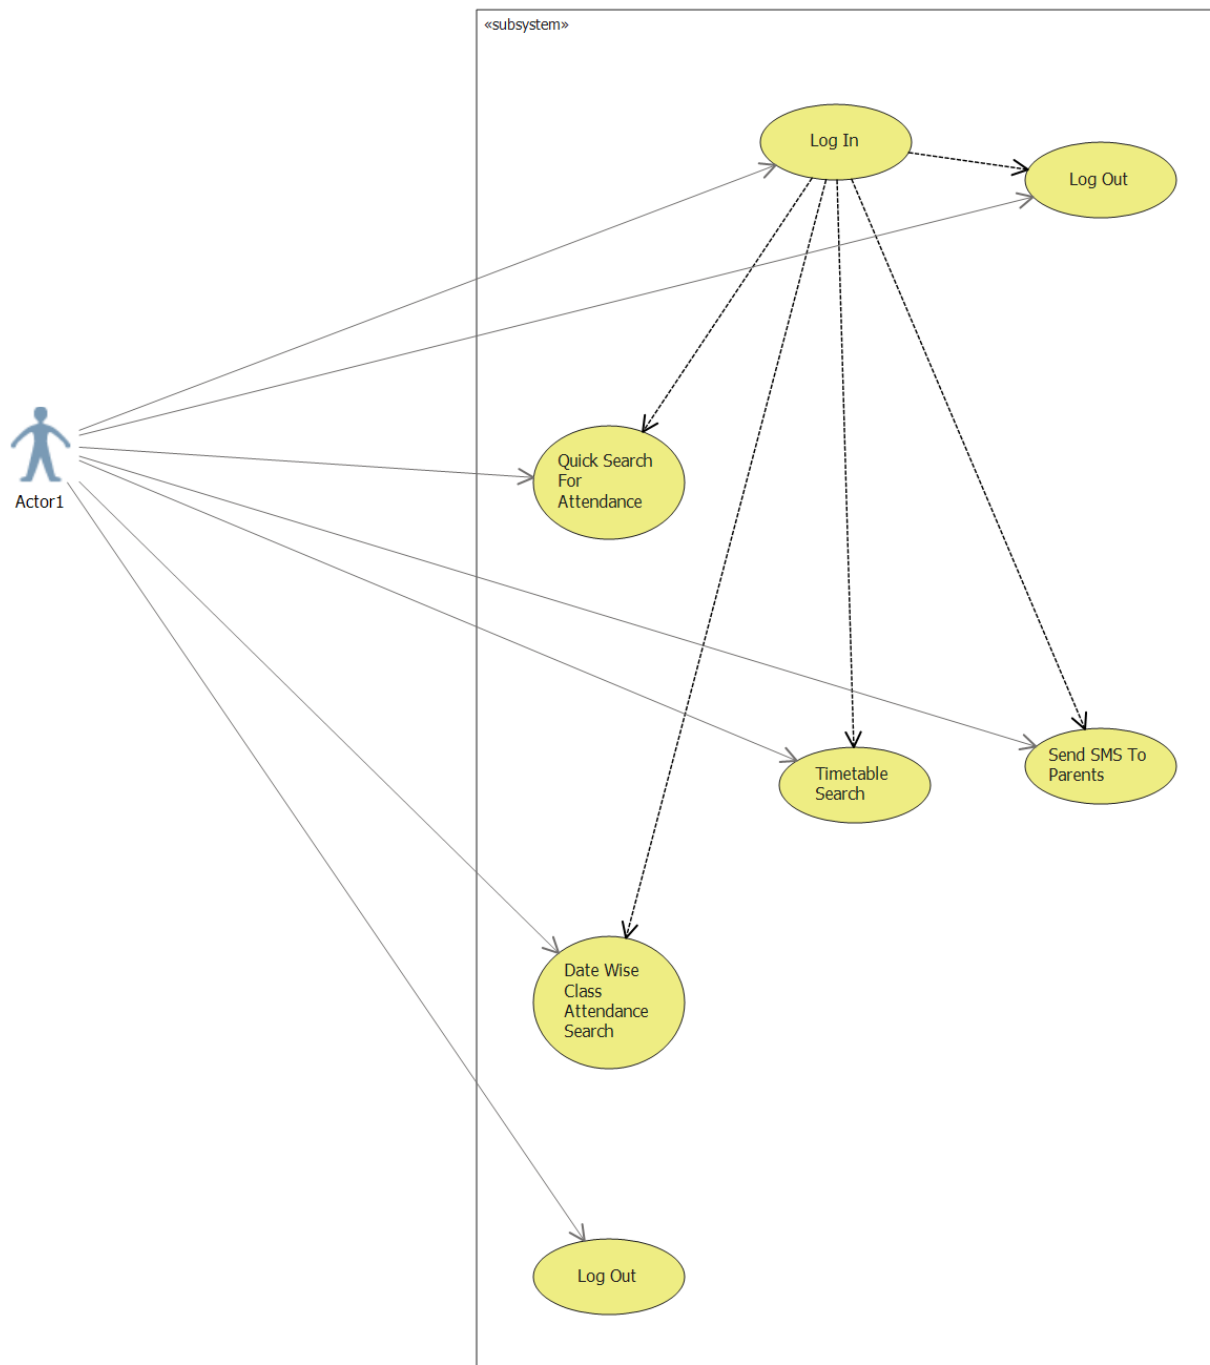 «subsystem»
Log In
Log Out
Quick Search
For
Attendance
Actor1
Send SMS To
Parents
Timetable
Search
Date Wise
Class
Attendance
Search
Log Out